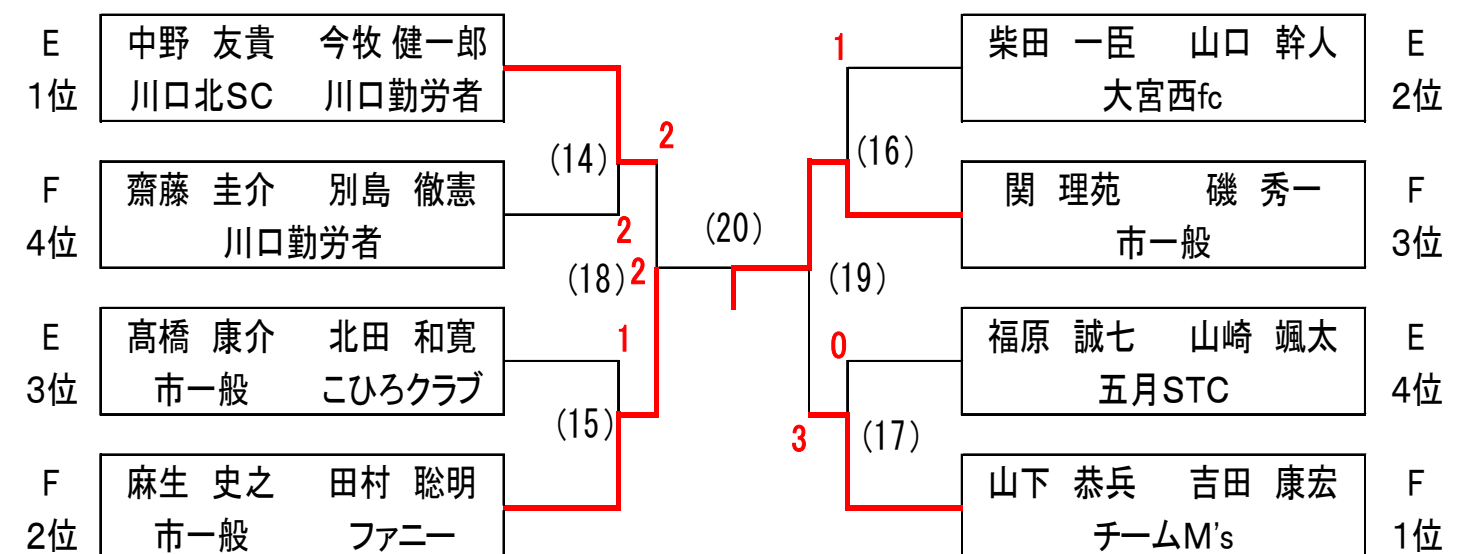 E 中野 友貴 今牧 健一郎
1位 川口北SC 川口勤労者
(14)
2
F 齋藤 圭介 別島 徹憲
4位 川口勤労者
2
(18) 2
E 髙橋 康介 北田 和寛
3位 市一般 こひろクラブ
1
(15)
F 麻生 史之 田村 聡明
2位 市一般 ファニー
(20)
1
柴田 一臣 山口 幹人 E
大宮西fc 2位
(16)
関 理苑 磯 秀一 F
市一般 3位
(19)
0
福原 誠七 山崎 颯太 E
五月STC 4位
3 (17)
山下 恭兵 吉田 康宏 F
チームM's 1位